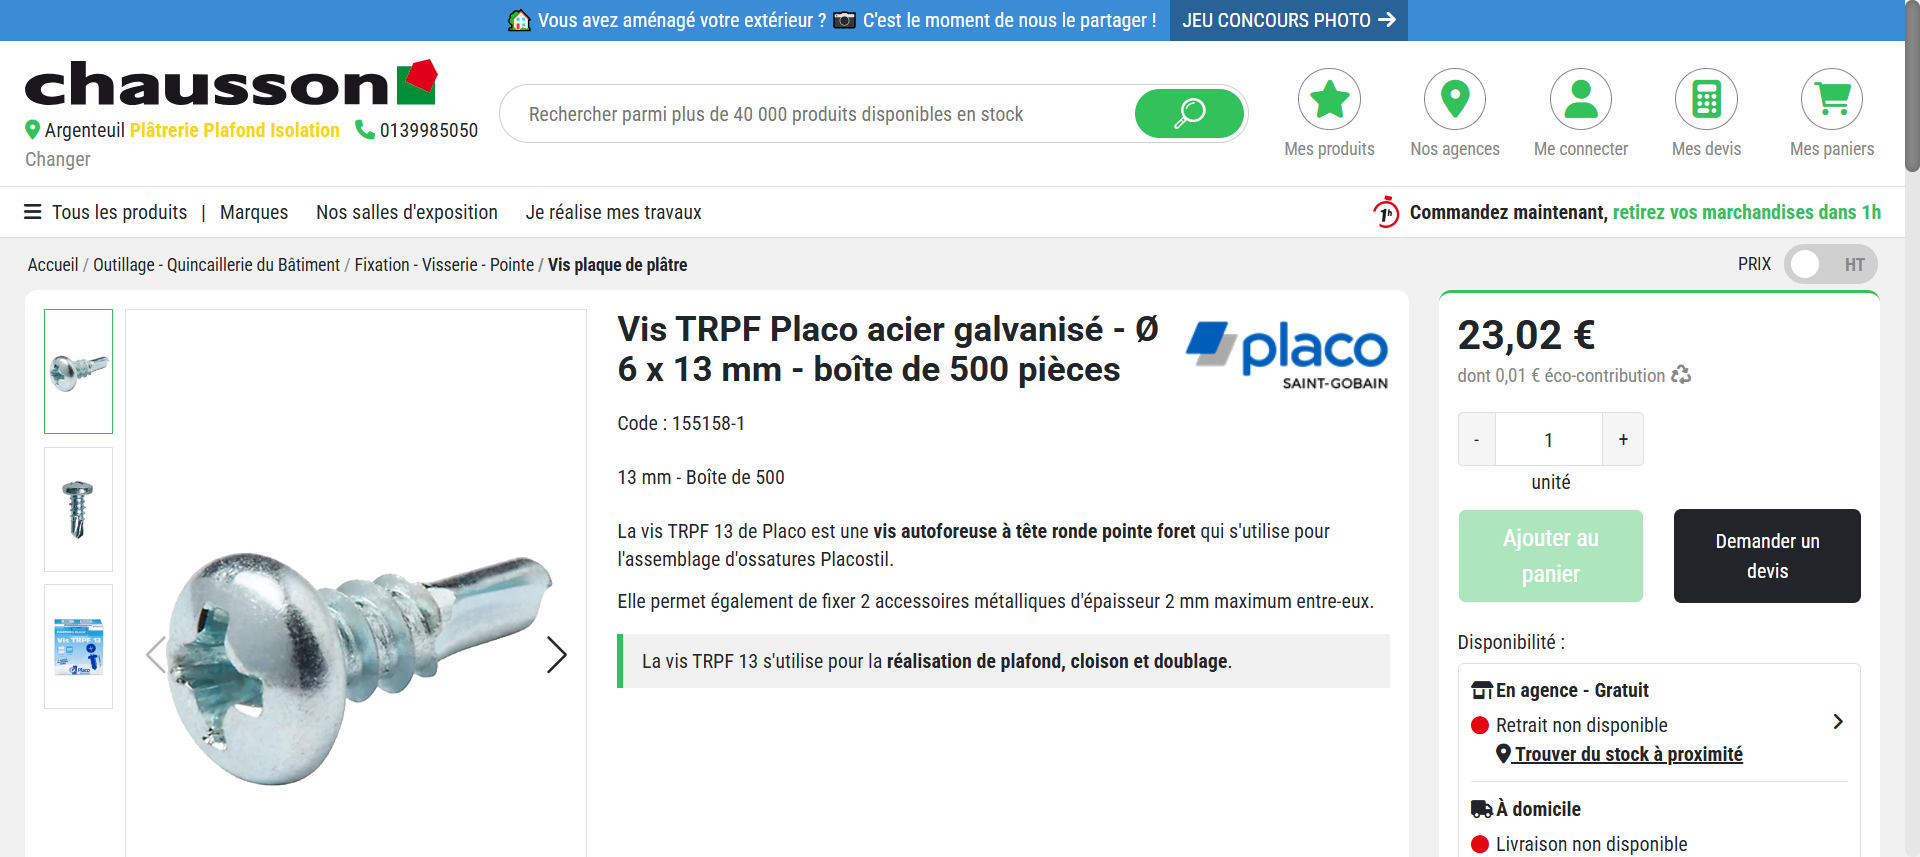 Vous avez aménagé votre extérieur ? C'est le moment de nous le partager ! JEU CONCOURS PHOTO
chausson
Argenteuil Plâtrerie Plafond Isolation 0139985050
Changer
Rechercher parmi plus de 40 000 produits disponibles en stock
Mes produits
Nos agences
Me connecter
Mes devis
Mes paniers
Tous les produits | Marques Nos salles d'exposition Je réalise mes travaux
1h Commandez maintenant, retirez vos marchandises dans 1h
Accueil / Outillage - Quincaillerie du Bâtiment / Fixation - Visserie - Pointe / Vis plaque de plâtre
PRIX HT
Vis TRPF 13
Placo
Vis TRPF Placo acier galvanisé - Ø
6 x 13 mm - boîte de 500 pièces
placo
SAINT-GOBAIN
Code : 155158-1
13 mm - Boîte de 500
La vis TRPF 13 de Placo est une vis autoforeuse à tête ronde pointe foret qui s'utilise pour
l'assemblage d'ossatures Placostil.
Elle permet également de fixer 2 accessoires métalliques d'épaisseur 2 mm maximum entre-eux.
La vis TRPF 13 s'utilise pour la réalisation de plafond, cloison et doublage.
23,02 €
dont 0,01 € éco-contribution
- 1 +
unité
Ajouter au
panier
Demander un
devis
Disponibilité :
En agence - Gratuit
Retrait non disponible
Trouver du stock à proximité
À domicile
Livraison non disponible